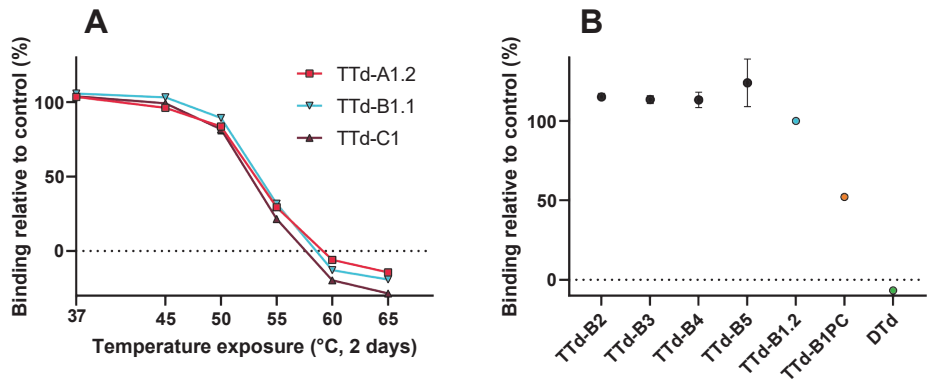 A
Binding relative to control (%)
100
50
0
37
45
50
55
60
65
Temperature exposure (°C, 2 days)
TTd-A1.2
TTd-B1.1
TTd-C1
B
Binding relative to control (%)
100
50
0
TTd-B2
TTd-B3
TTd-B4
TTd-B5
TTd-B1.2
TTd-B1PC
DTd